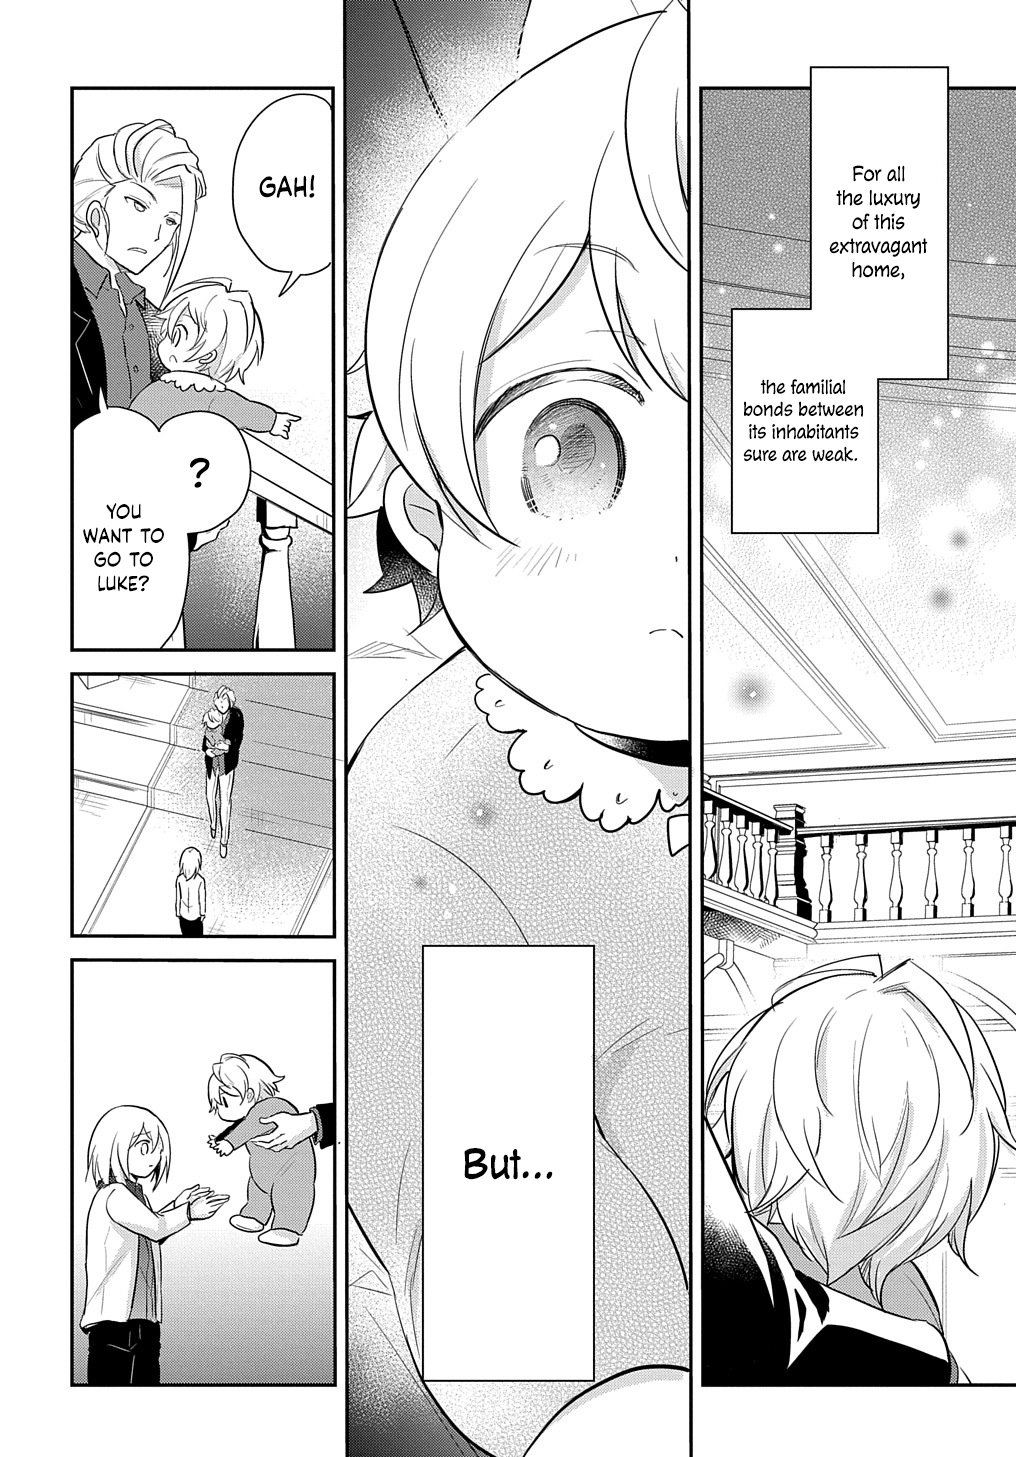 For all
the luxury
of this
extravagant
home,
the familial
bonds between
its inhabitants
sure are weak.
But...
GAH!
?
YOU
WANT TO
GO TO
LUKE?